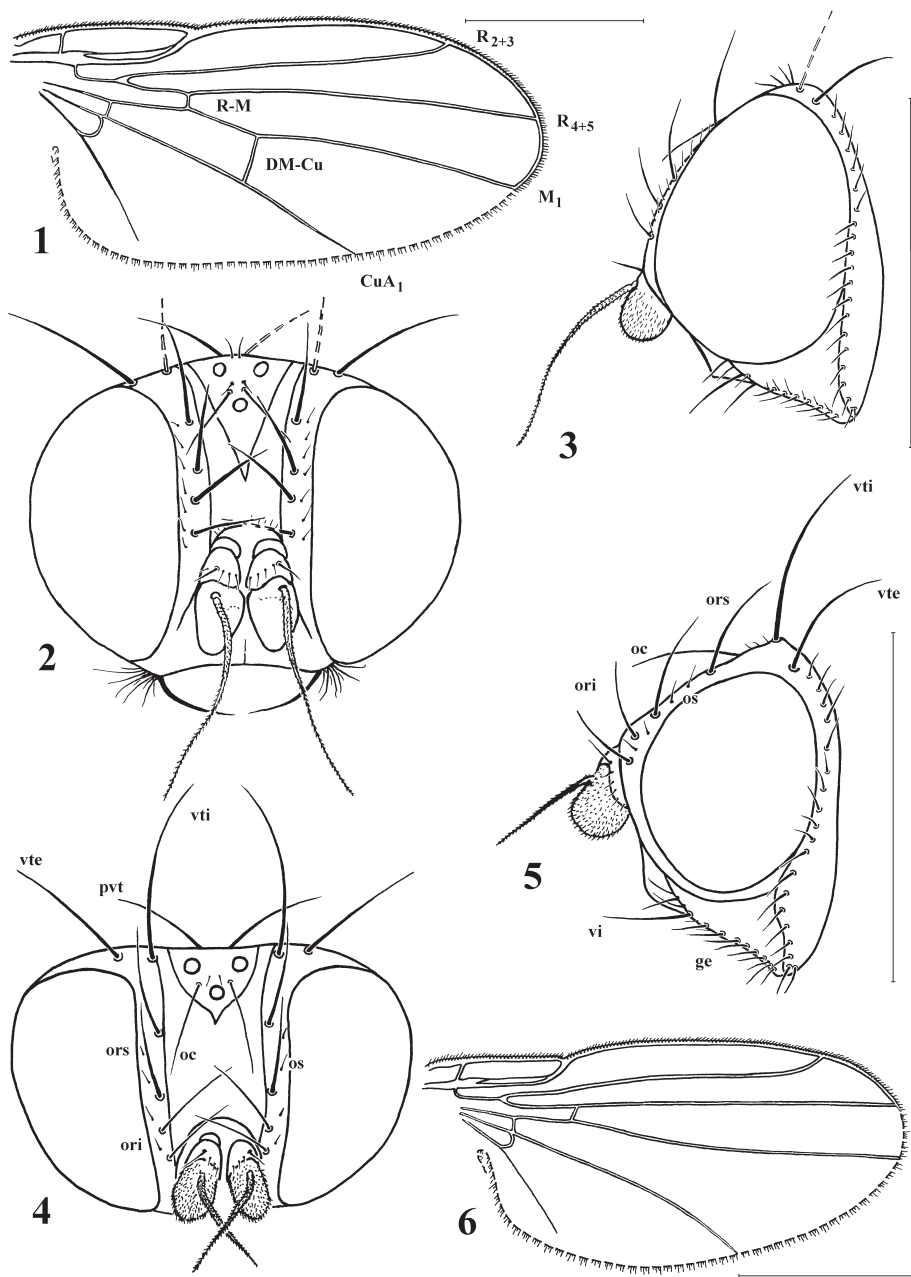 R2+3
R-M
R4+5
DM-Cu
M1
1
CuA1
3
2
vti
vte
ors
oc
ori
os
5
vi
ge
vti
vte
pvt
ors
oc
os
ori
4
6